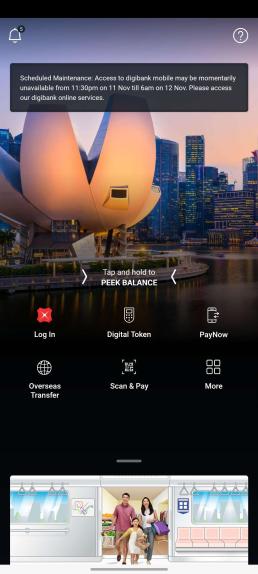 5
Scheduled Maintenance: Access to digibank mobile may be momentarily
unavailable from 11:30pm on 11 Nov till 6am on 12 Nov. Please access
our digibank online services.
Tap and hold to
PEEK BALANCE
Log In
Digital Token
PayNow
Overseas
Transfer
Scan & Pay
More